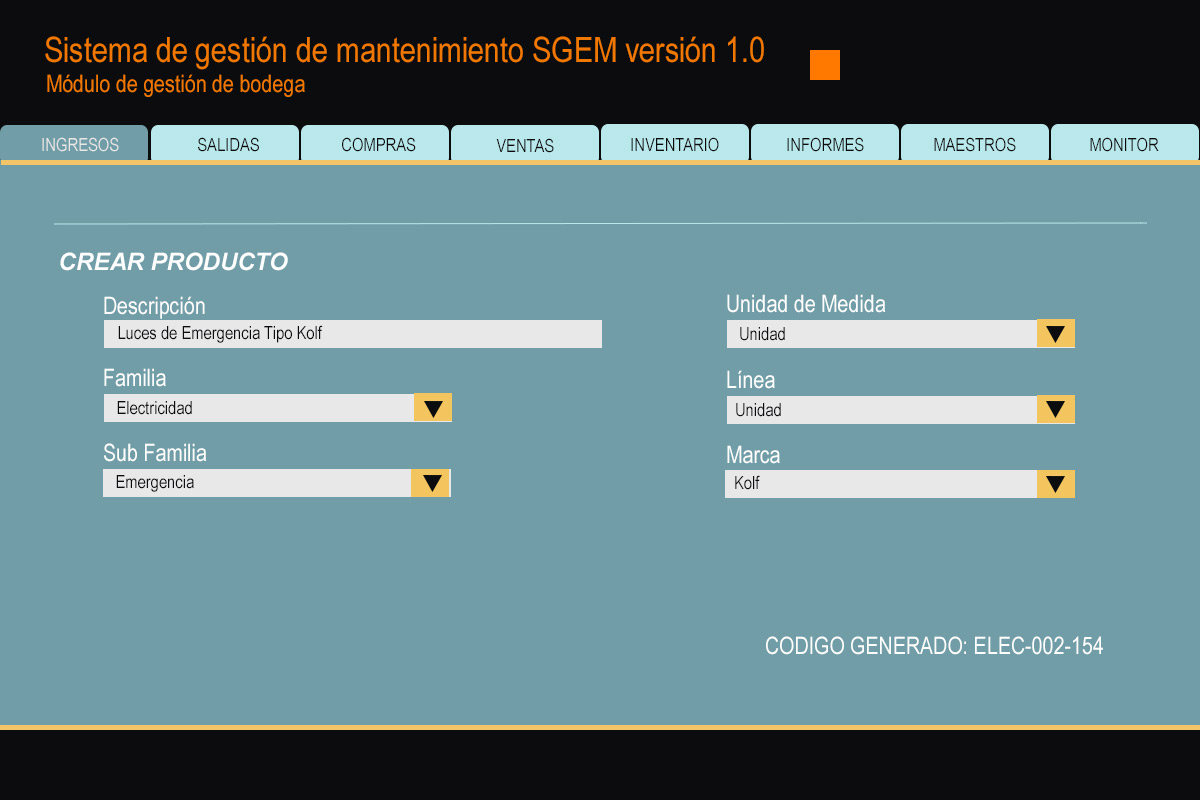 Sistema de gestión de mantenimiento SGEM versión 1.0
Módulo de gestión de bodega
INGRESOS SALIDAS COMPRAS VENTAS INVENTARIO INFORMES MAESTROS MONITOR
CREAR PRODUCTO
Descripción
Luces de Emergencia Tipo Kolf
Familia
Electricidad
Sub Familia
Emergencia
Unidad de Medida
Unidad
Línea
Unidad
Marca
Kolf
CODIGO GENERADO: ELEC-002-154